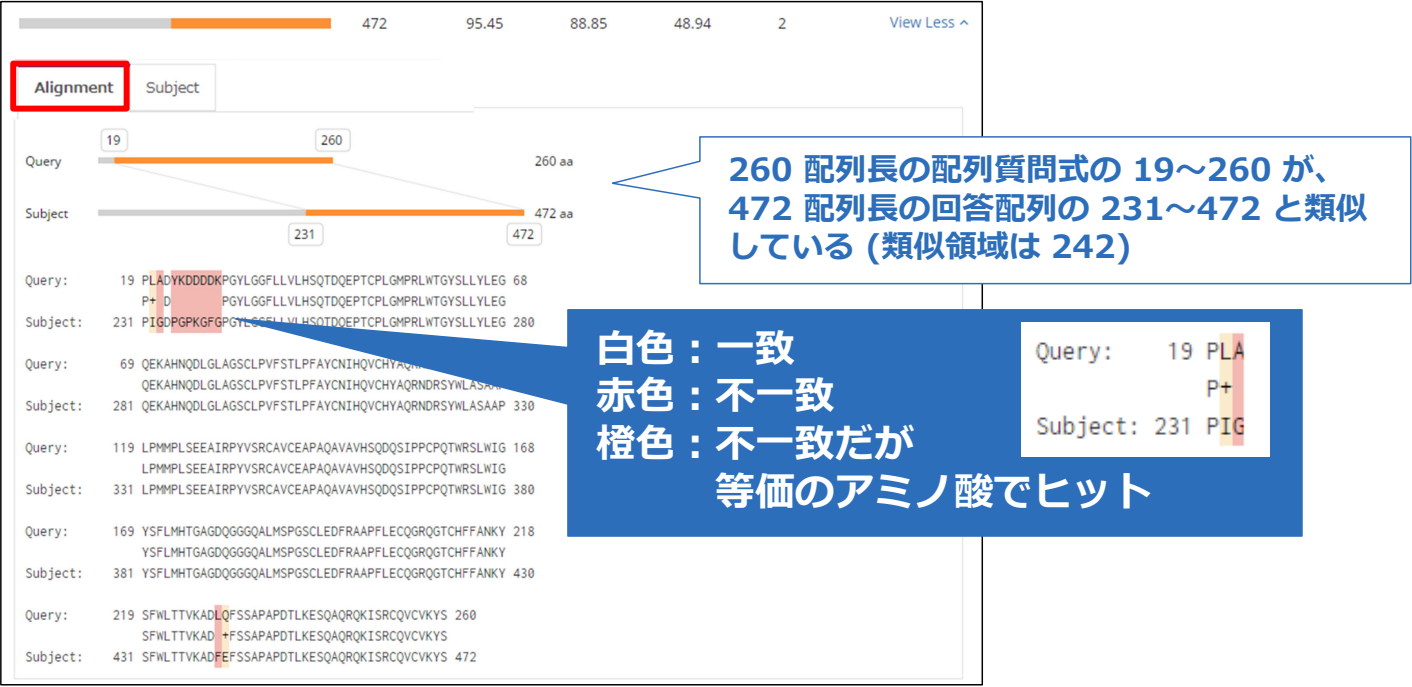 472 95.45 88.85 48.94 2 View Less ^
Alignment Subject
19 260
Query 260 aa
Subject 472 aa
231 472
260 配列長の配列質問式の 19~260 が、
472 配列長の回答配列の 231~472 と類似
している (類似領域は 242)
Query: 19 PLADYKDDDDKPGYLGGFLLVLHSQTDQEPTCPLGMPRLWTGYSLLYLEG 68
P+ D PGYLGGFLLVLHSQTDQEPTCPLGMPRLWTGYSLLYLEG
Subject: 231 PIGDPGPKGFGPGYLGGFLLVLHSQTDQEPTCPLGMPRLWTGYSLLYLEG 280
Query: 69 QEKAHNQDLGLAGSCLPVFSTLPFAYCNIHQVCHYAQR
QEKAHNQDLGLAGSCLPVFSTLPFAYCNIHQVCHYAQRNDRSYWLASAAP
Subject: 281 QEKAHNQDLGLAGSCLPVFSTLPFAYCNIHQVCHYAQRNDRSYWLASAAP 330
Query: 119 LPMMPLSEEAIRPYVSRCAVCEAPAQAVAVHSQDQSIPPCPQTWRSLWIG 168
LPMMPLSEEAIRPYVSRCAVCEAPAQAVAVHSQDQSIPPCPQTWRSLWIG
Subject: 331 LPMMPLSEEAIRPYVSRCAVCEAPAQAVAVHSQDQSIPPCPQTWRSLWIG 380
Query: 169 YSFLMHTGAGDQGGGQALMSPGSCLEDFRAAPFLECQGRQGTCHFFANKY 218
YSFLMHTGAGDQGGGQALMSPGSCLEDFRAAPFLECQGRQGTCHFFANKY
Subject: 381 YSFLMHTGAGDQGGGQALMSPGSCLEDFRAAPFLECQGRQGTCHFFANKY 430
Query: 219 SFWLTTVKADLQFSSAPAPDTLKESQAQRQKISRCQVCVKYS 260
SFWLTTVKAD +FSSAPAPDTLKESQAQRQKISRCQVCVKYS
Subject: 431 SFWLTTVKADFEFSSAPAPDTLKESQAQRQKISRCQVCVKYS 472
白色:一致
赤色:不一致
橙色:不一致だが
等価のアミノ酸でヒット
Query: 19 PLA
P+
Subject: 231 PIG